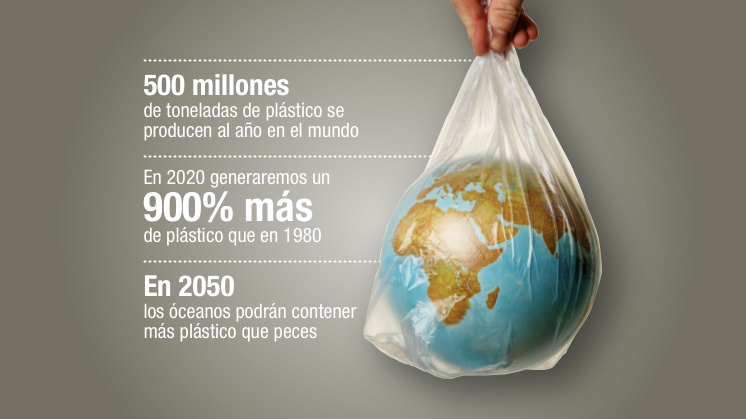 500 millones
de toneladas de plástico se
producen al año en el mundo
En 2020 generaremos un
900% más
de plástico que en 1980
En 2050
los óceanos podrán contener
más plástico que peces